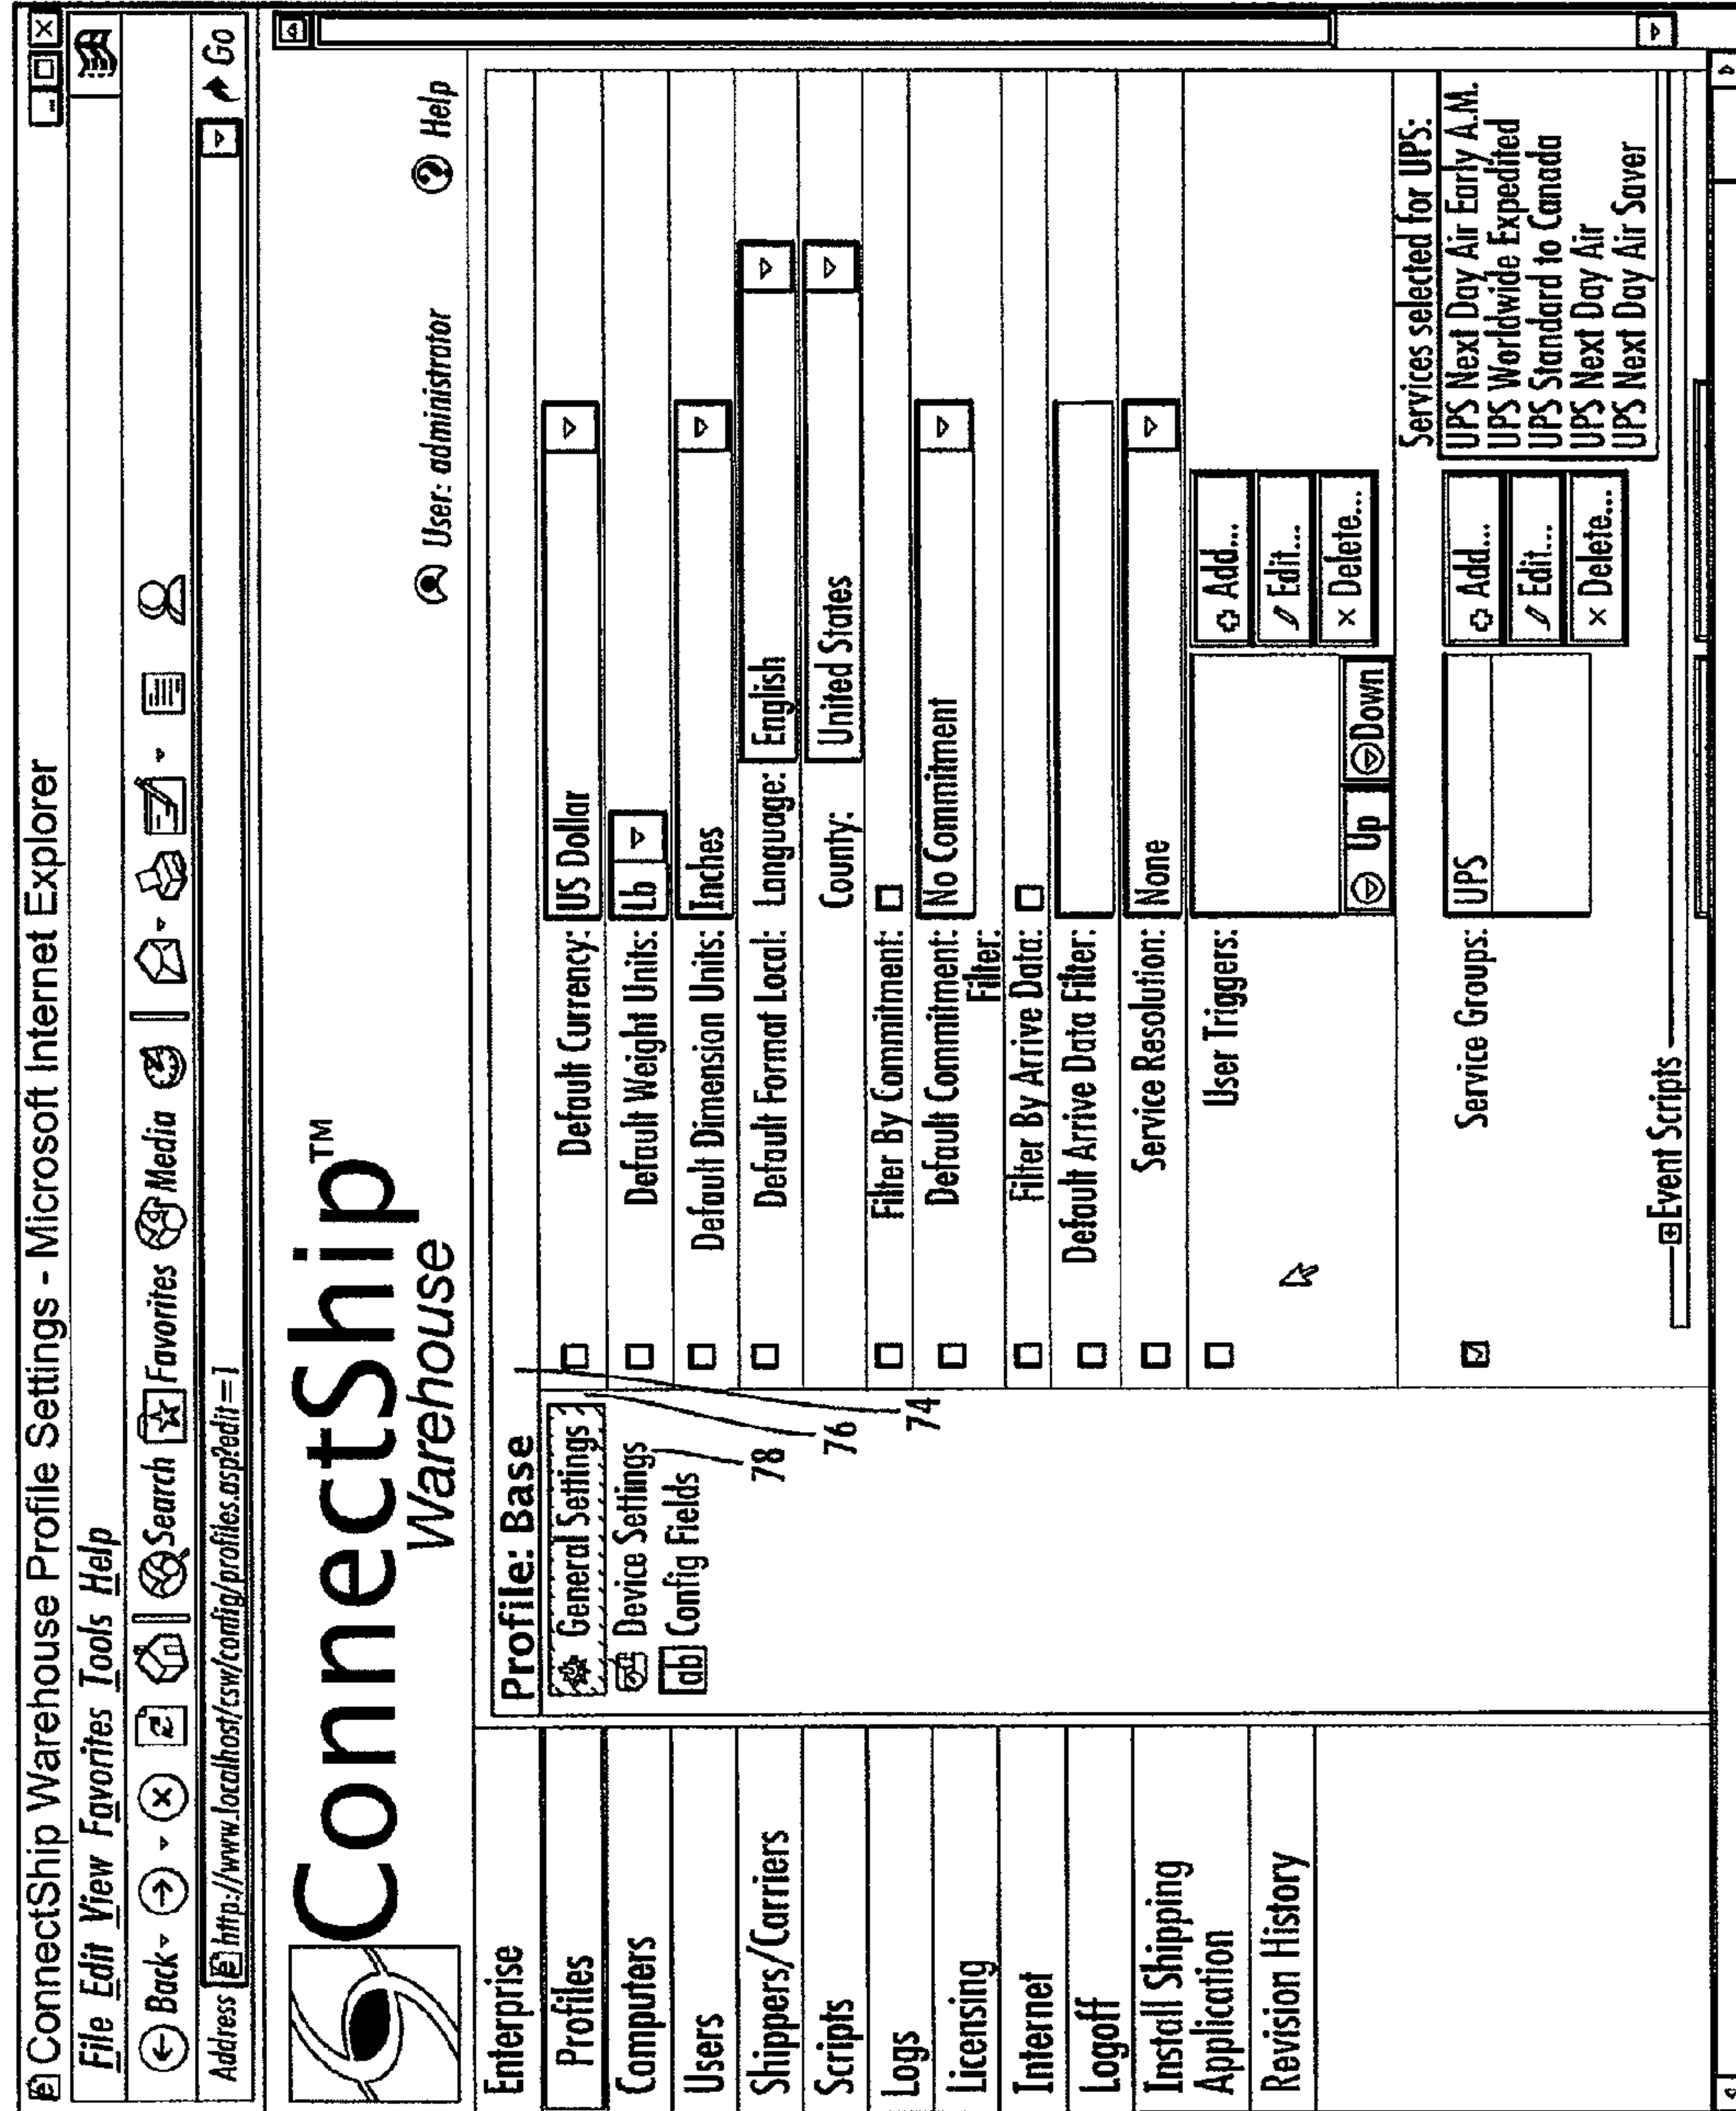 ConnectShip Warehouse Profile Settings - Microsoft Internet Explorer
File Edit View Favorites Tools Help
Back Search Favorites Media
Address http://www.localhost/csw/config/profiles.asp?edit=1 Go
ConnectShip™
Warehouse
User: administrator Help
Enterprise
Profiles
Computers
Users
Shippers/Carriers
Scripts
Logs
Licensing
Internet
Logoff
Install Shipping
Application
Revision History
Profile: Base
General Settings
Device Settings
ab Config Fields
78
76
74
Default Currency: US Dollar
Default Weight Units: Lb
Default Dimension Units: Inches
Default Format Local: Language: English
County: United States
Filter By Commitment:
Default Commitment: No Commitment
Filter:
Filter By Arrive Data:
Default Arrive Data Filter:
Service Resolution: None
User Triggers:
Add...
Edit...
Delete...
Up Down
Service Groups: UPS
Add...
Edit...
Delete...
Services selected for UPS:
UPS Next Day Air Early A.M.
UPS Worldwide Expedited
UPS Standard to Canada
UPS Next Day Air
UPS Next Day Air Saver
Event Scripts